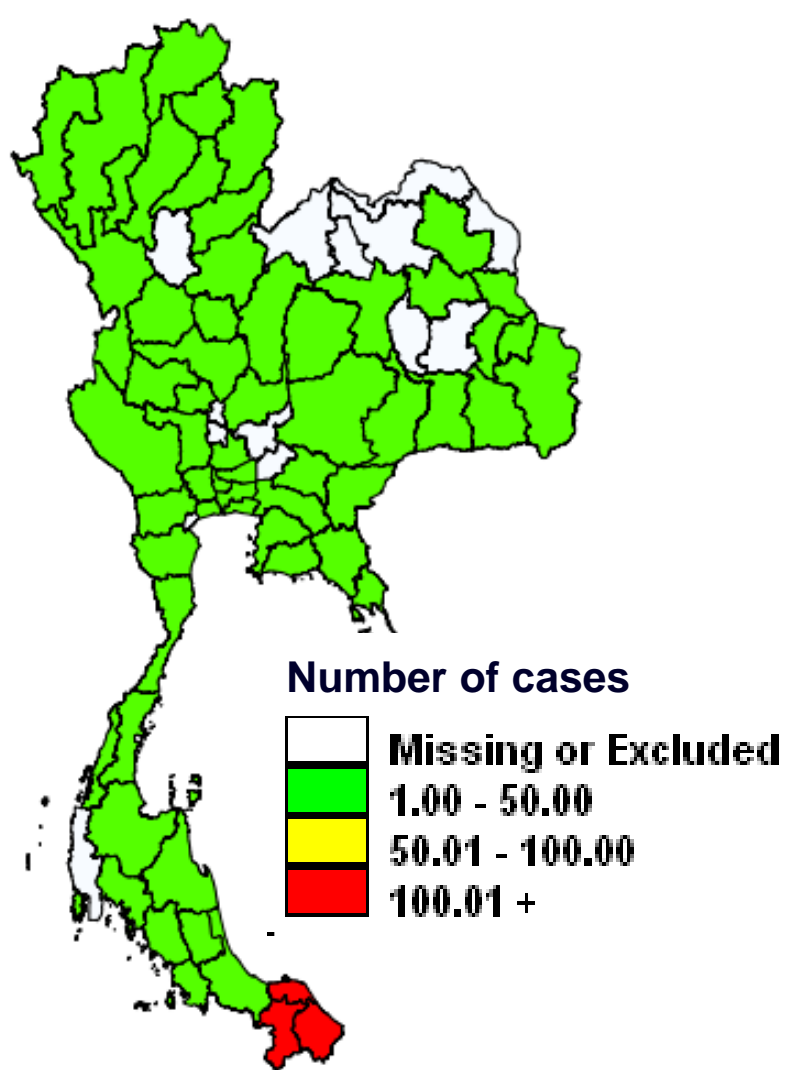 Number of cases
Missing or Excluded
1.00 - 50.00
50.01 - 100.00
100.01 +